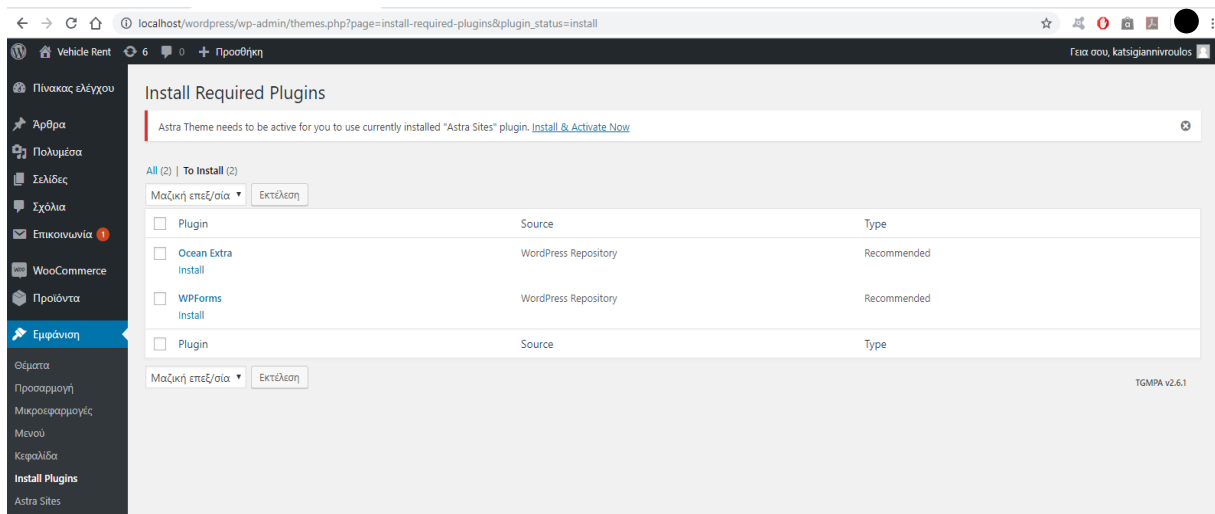 localhost/wordpress/wp-admin/themes.php?page=install-required-plugins&plugin_status=install
Vehicle Rent 6 0 + Προσθήκη Γεια σου, katsigiannivroulos
Πίνακας ελέγχου
Άρθρα
Πολυμέσα
Σελίδες
Σχόλια
Επικοινωνία 1
WooCommerce
Προϊόντα
Εμφάνιση
Θέματα
Προσαρμογή
Μικροεφαρμογές
Μενού
Κεφαλίδα
Install Plugins
Astra Sites
Install Required Plugins
Astra Theme needs to be active for you to use currently installed "Astra Sites" plugin. Install & Activate Now
All (2) | To Install (2)
Μαζική επεξ/σία Εκτέλεση
Plugin Source Type
Ocean Extra WordPress Repository Recommended
Install
WPForms WordPress Repository Recommended
Install
Plugin Source Type
Μαζική επεξ/σία Εκτέλεση
TGMPA v2.6.1